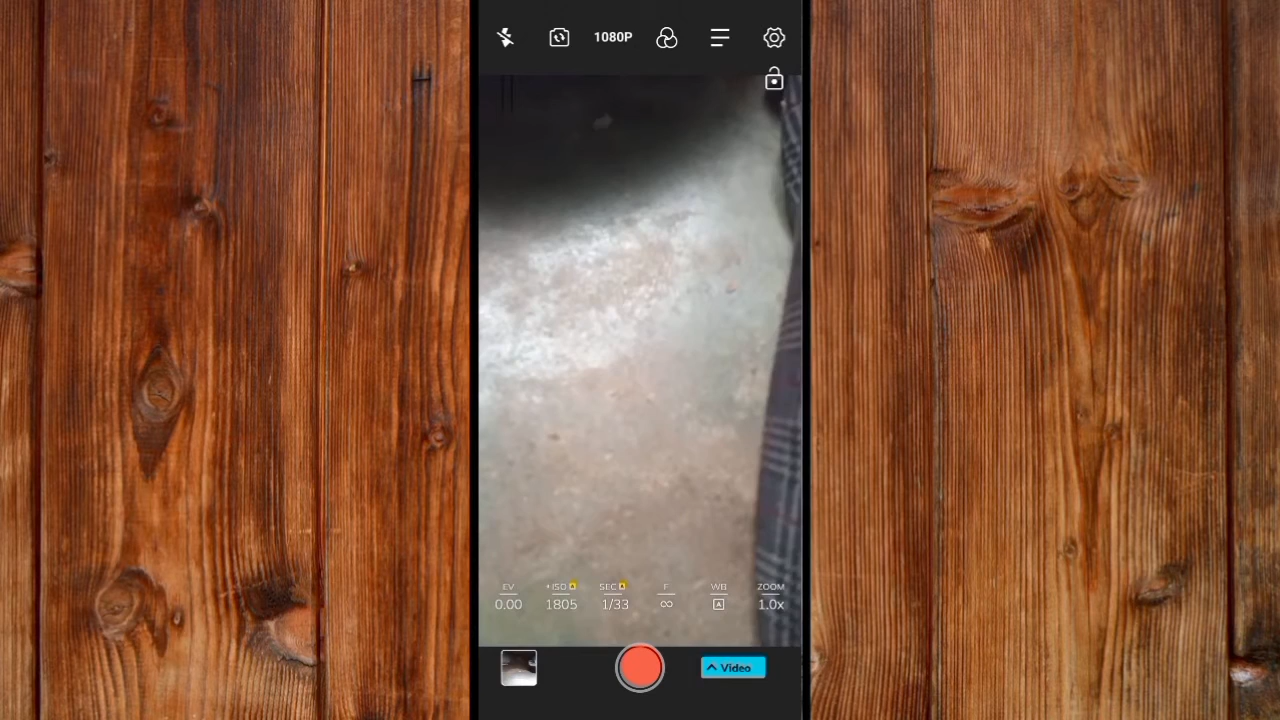 1080P
EV +ISO A SEC A F WB ZOOM
0.00 1805 1/33 ∞ A 1.0x
Video